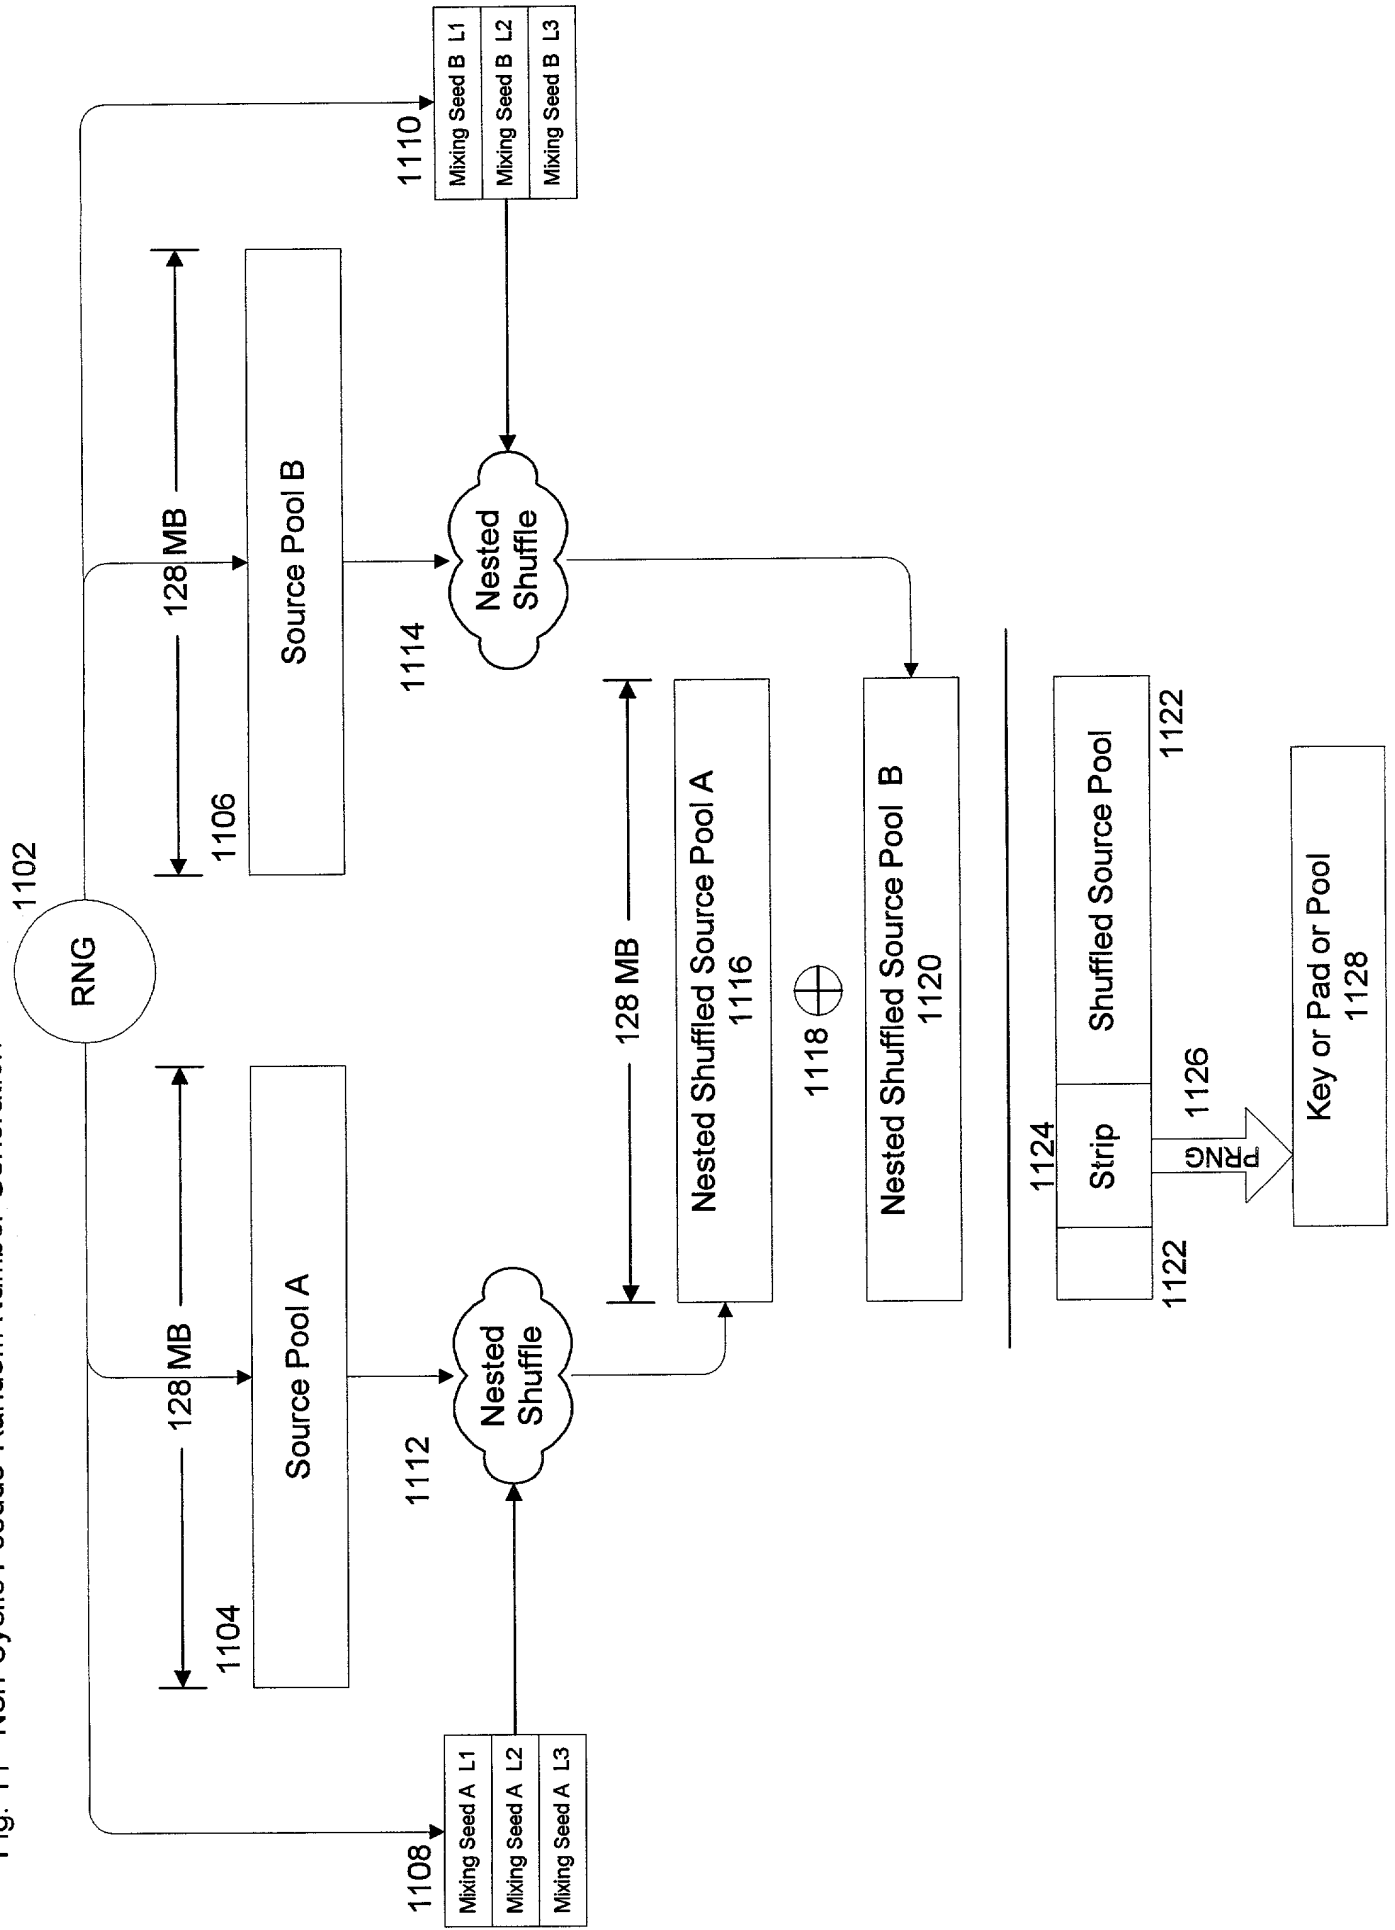 Fig. 11 Non-Cyclic Pseudo-Random Number Generation
1102
RNG
128 MB
128 MB
1104
1106
Source Pool A
Source Pool B
1108
1112
1114
1110
Mixing Seed A L1
Mixing Seed A L2
Mixing Seed A L3
Nested
Shuffle
Nested
Shuffle
Mixing Seed B L1
Mixing Seed B L2
Mixing Seed B L3
128 MB
Nested Shuffled Source Pool A
1116
1118
Nested Shuffled Source Pool B
1120
1124
Strip
Shuffled Source Pool
1122
1122
PRNG
1126
Key or Pad or Pool
1128